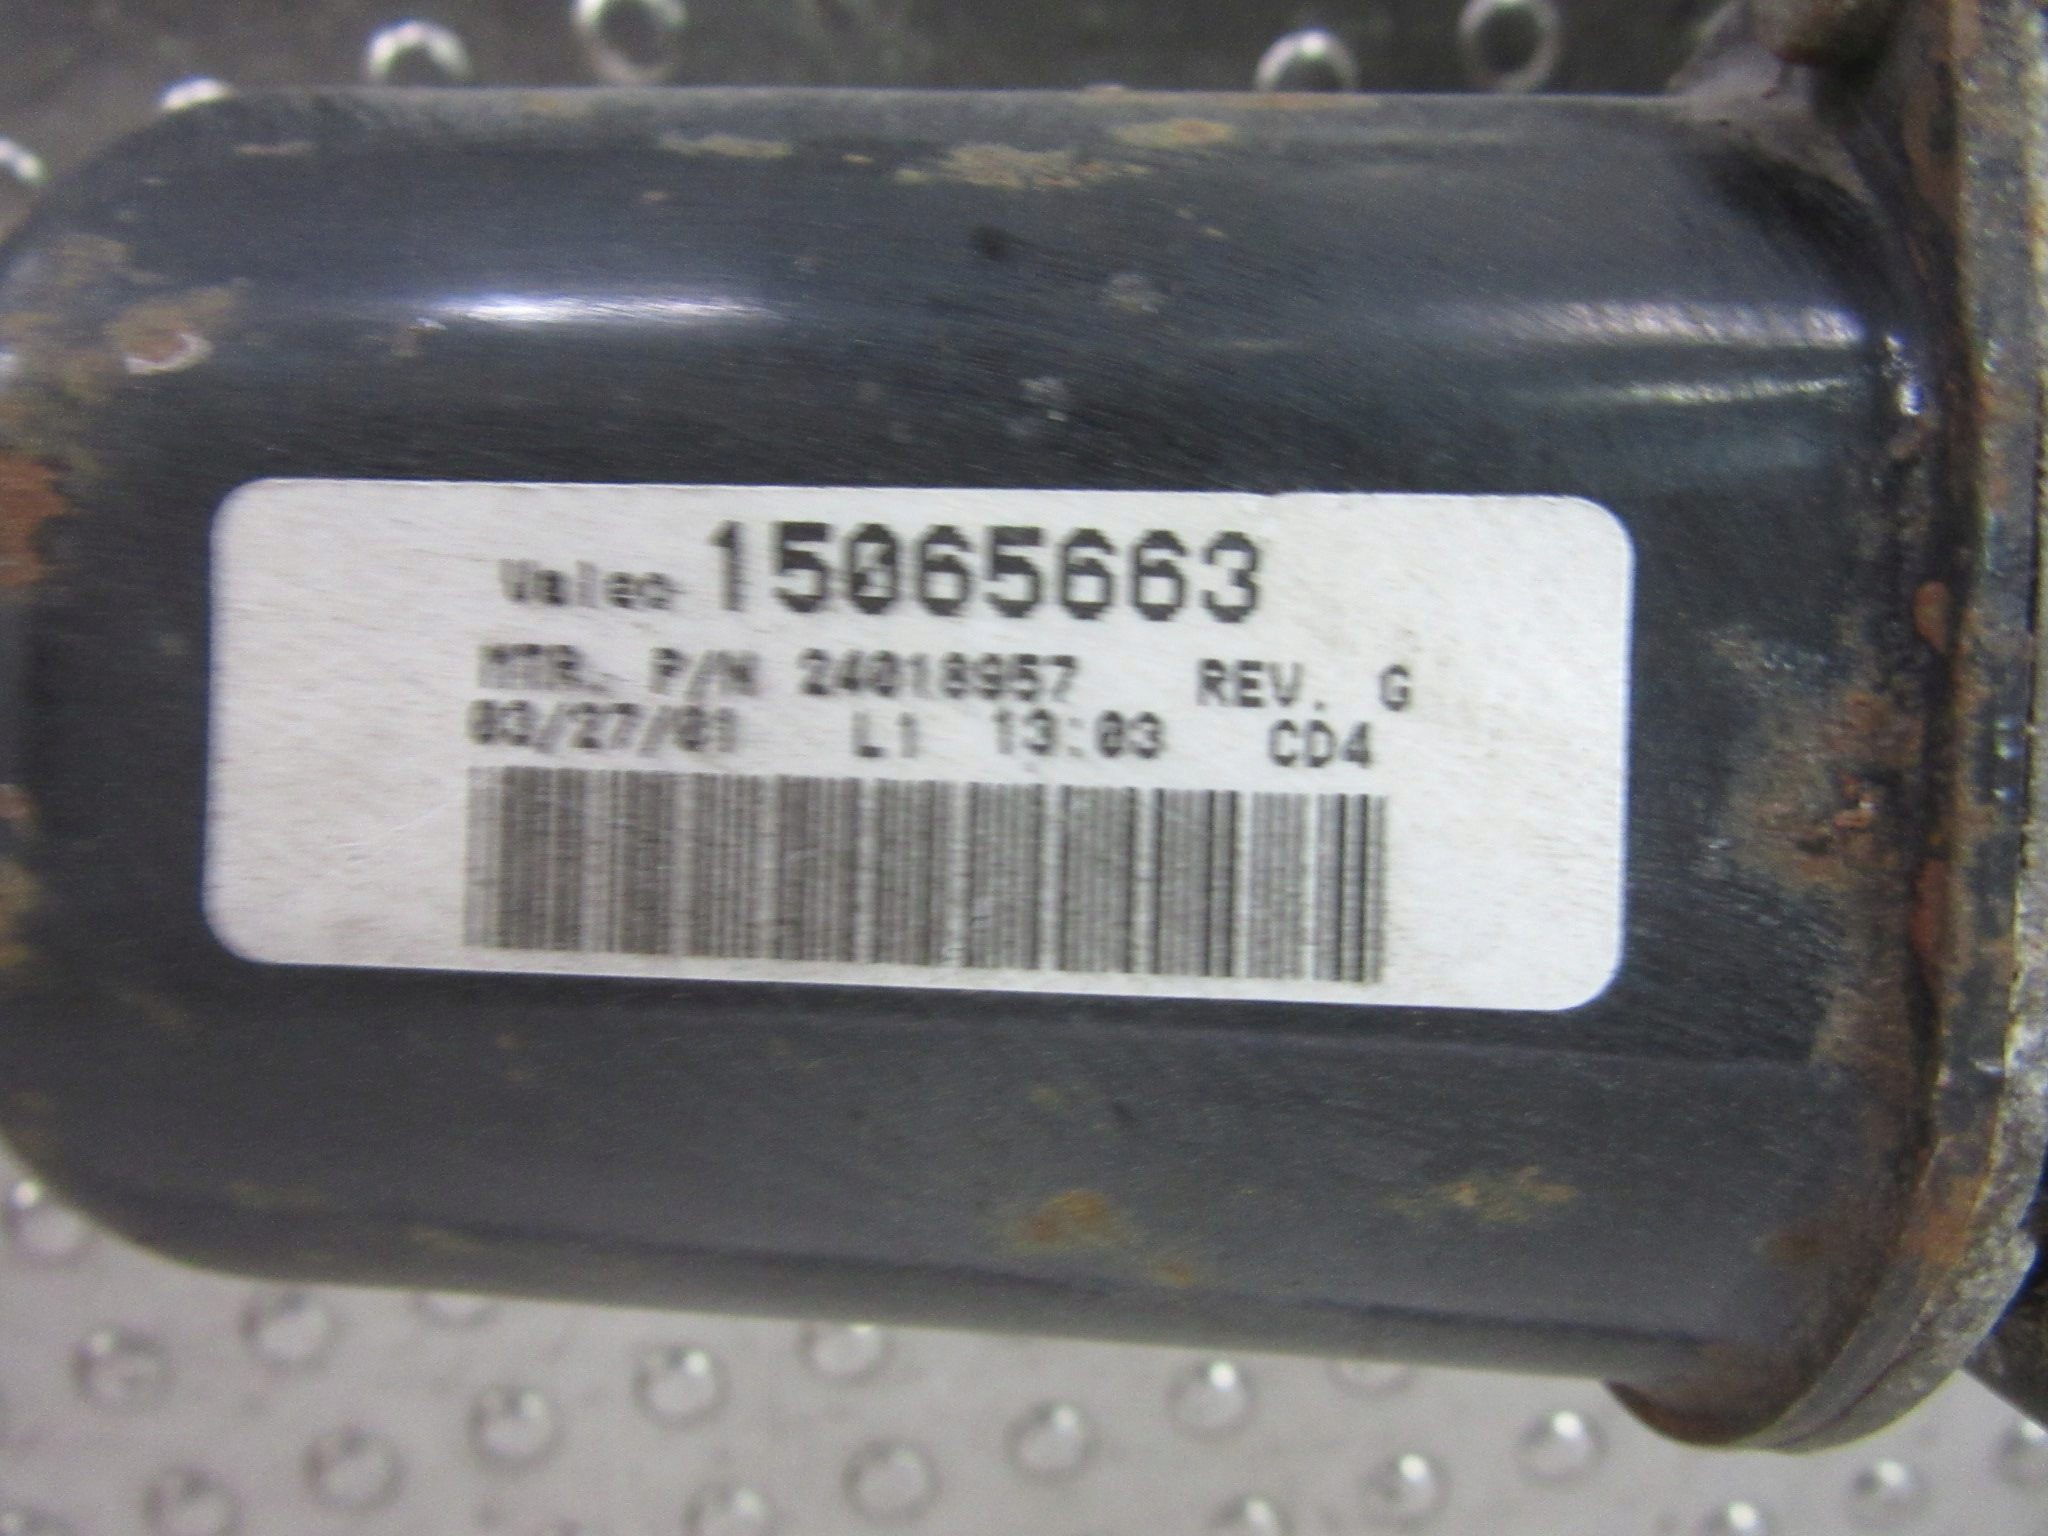 Valeo 15065663
MTR. P/N 24018957 REV. G
03/27/01 L1 13:03 CD4